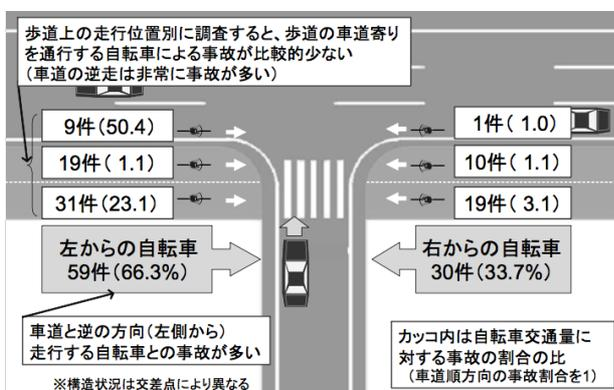 歩道上の走行位置別に調査すると、歩道の車道寄り
を通行する自転車による事故が比較的少ない
(車道の逆走は非常に事故が多い)
9件(50.4)
19件( 1.1)
31件(23.1)
1件( 1.0)
10件( 1.1)
19件( 3.1)
左からの自転車
59件(66.3%)
右からの自転車
30件(33.7%)
車道と逆の方向(左側から)
走行する自転車との事故が多い
※構造状況は交差点により異なる
カッコ内は自転車交通量に
対する事故の割合の比
(車道順方向の事故割合を1)